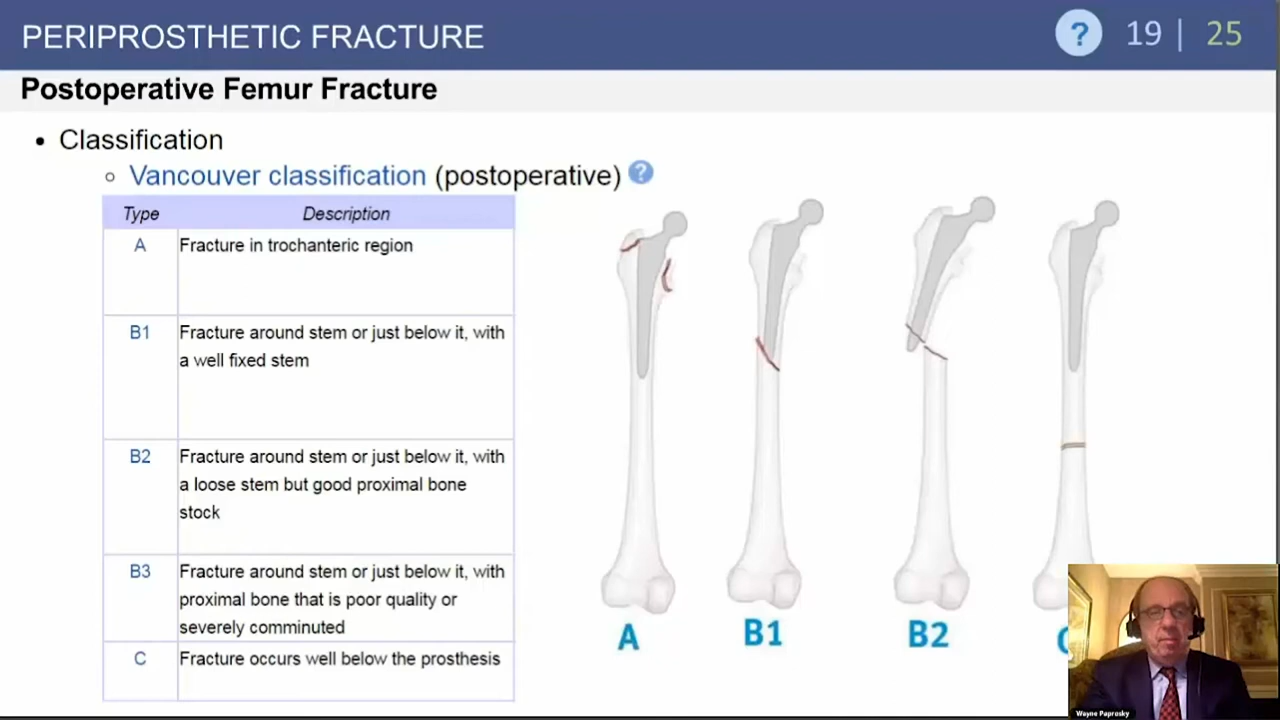 PERIPROSTHETIC FRACTURE
? 19 | 25
Postoperative Femur Fracture
• Classification
○ Vancouver classification (postoperative) ?
Type Description
A Fracture in trochanteric region
B1 Fracture around stem or just below it, with
a well fixed stem
B2 Fracture around stem or just below it, with
a loose stem but good proximal bone
stock
B3 Fracture around stem or just below it, with
proximal bone that is poor quality or
severely comminuted
C Fracture occurs well below the prosthesis
A B1 B2 C
Wayne Paprosky